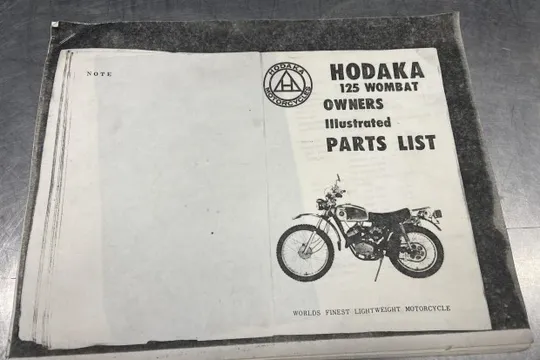 NOTE
HODAKA
MOTORCYCLES
H
HODAKA
125 WOMBAT
OWNERS
Illustrated
PARTS LIST
WORLDS FINEST LIGHTWEIGHT MOTORCYCLE